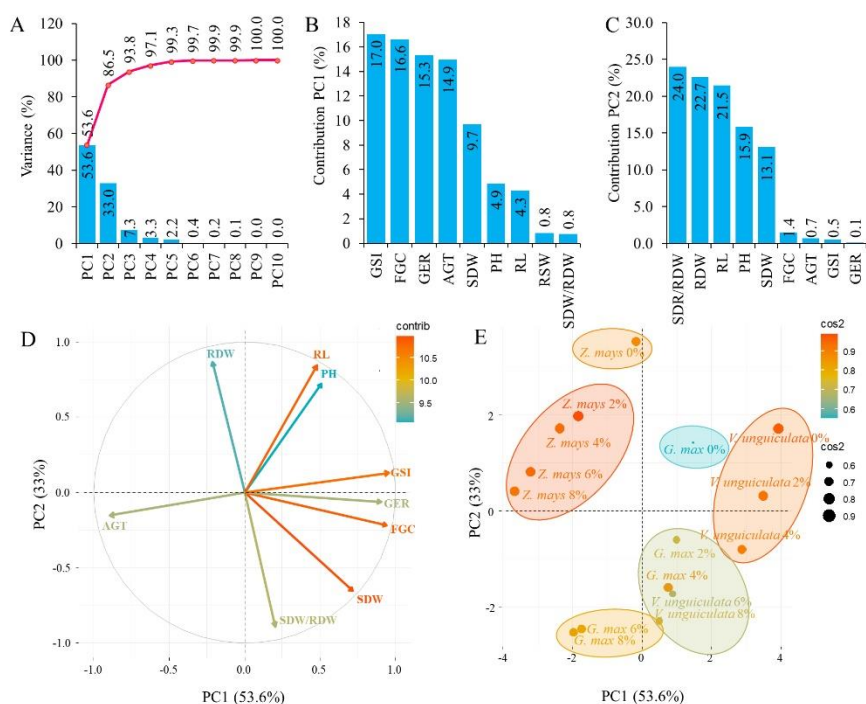 A
B
C
Variance (%)
120
100
80
60
40
20
0
53.6
86.5
93.8
97.1
99.3
99.7
99.9
99.9
100.0
100.0
53.6
33.0
7.3
3.3
2.2
0.4
0.2
0.1
0.0
0.0
PC1
PC2
PC3
PC4
PC5
PC6
PC7
PC8
PC9
PC10
Contribution PC1 (%)
18
16
14
12
10
8
6
4
2
0
17.0
16.6
15.3
14.9
9.7
4.9
4.3
0.8
0.8
GSI
FGC
GER
AGT
SDW
PH
RL
RSW
SDW/RDW
Contribution PC2 (%)
30.0
25.0
20.0
15.0
10.0
5.0
0.0
24.0
22.7
21.5
15.9
13.1
1.4
0.7
0.5
0.1
SDR/RDW
RDW
RL
PH
SDW
FGC
AGT
GSI
GER
D
PC2 (33%)
1.0
0.5
0.0
-0.5
-1.0
RDW
RL
PH
GSI
GER
FGC
AGT
SDW
SDW/RDW
-1.0
-0.5
0.0
0.5
1.0
PC1 (53.6%)
contrib
10.5
10.0
9.5
E
PC2 (33%)
2
0
-2
Z. mays 0%
Z. mays 2%
Z. mays 4%
Z. mays 6%
Z. mays 8%
G. max 0%
V. unguiculata 0%
V. unguiculata 2%
V. unguiculata 4%
G. max 2%
G. max 4%
V. unguiculata 6%
V. unguiculata 8%
G. max 6%
G. max 8%
-4
-2
0
2
4
PC1 (53.6%)
cos2
0.9
0.8
0.7
0.6
cos2
0.6
0.7
0.8
0.9